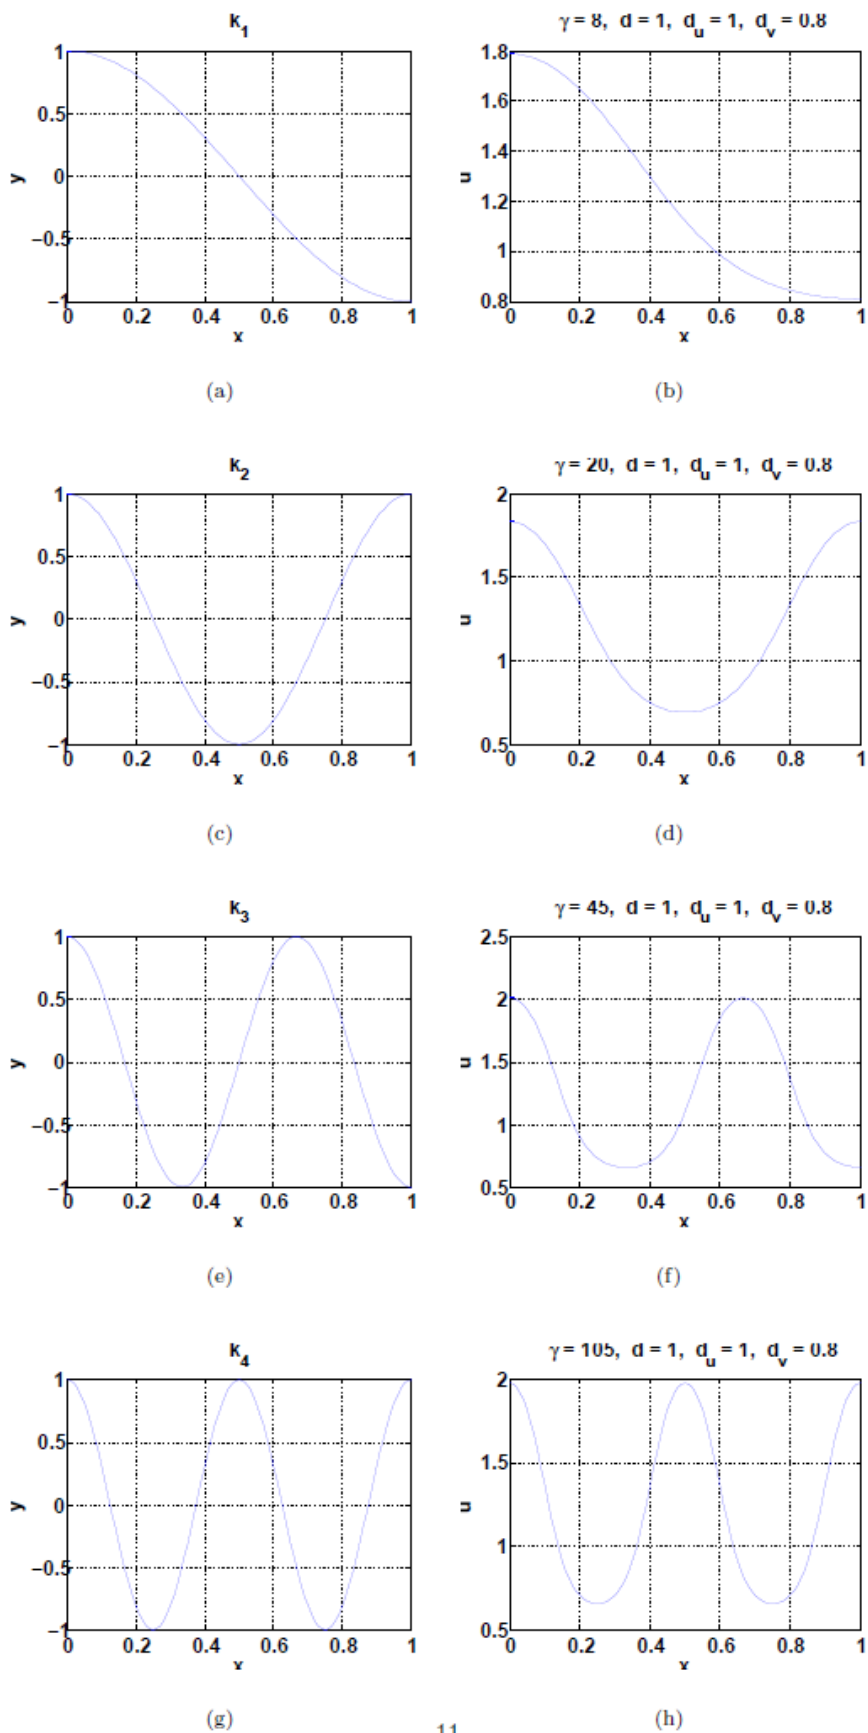 k1
γ = 8, d = 1, du = 1, dv = 0.8
1
0.5
0
−0.5
−1
y
0 0.2 0.4 0.6 0.8 1
x
1.8
1.6
1.4
1.2
1
0.8
u
0 0.2 0.4 0.6 0.8 1
x
(a)
(b)
k2
γ = 20, d = 1, du = 1, dv = 0.8
1
0.5
0
−0.5
−1
y
0 0.2 0.4 0.6 0.8 1
x
2
1.5
1
0.5
u
0 0.2 0.4 0.6 0.8 1
x
(c)
(d)
k3
γ = 45, d = 1, du = 1, dv = 0.8
1
0.5
0
−0.5
−1
y
0 0.2 0.4 0.6 0.8 1
x
2.5
2
1.5
1
0.5
u
0 0.2 0.4 0.6 0.8 1
x
(e)
(f)
k4
γ = 105, d = 1, du = 1, dv = 0.8
1
0.5
0
−0.5
−1
y
0 0.2 0.4 0.6 0.8 1
x
2
1.5
1
0.5
u
0 0.2 0.4 0.6 0.8 1
x
(g)
(h)
11